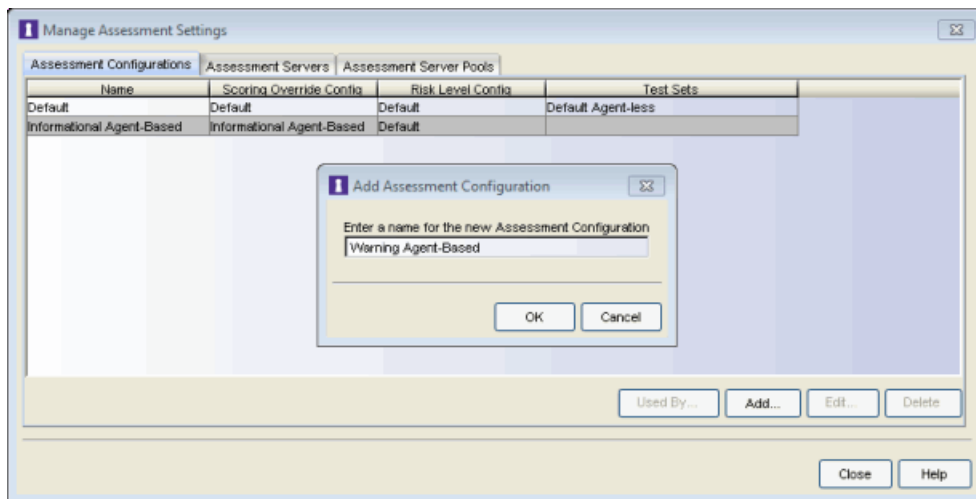 Manage Assessment Settings
Assessment Configurations Assessment Servers Assessment Server Pools
Name Scoring Override Config Risk Level Config Test Sets
Default Default Default Default Agent-less
Informational Agent-Based Informational Agent-Based Default
Add Assessment Configuration
Enter a name for the new Assessment Configuration
Warning Agent-Based
OK Cancel
Used By... Add... Edit... Delete
Close Help